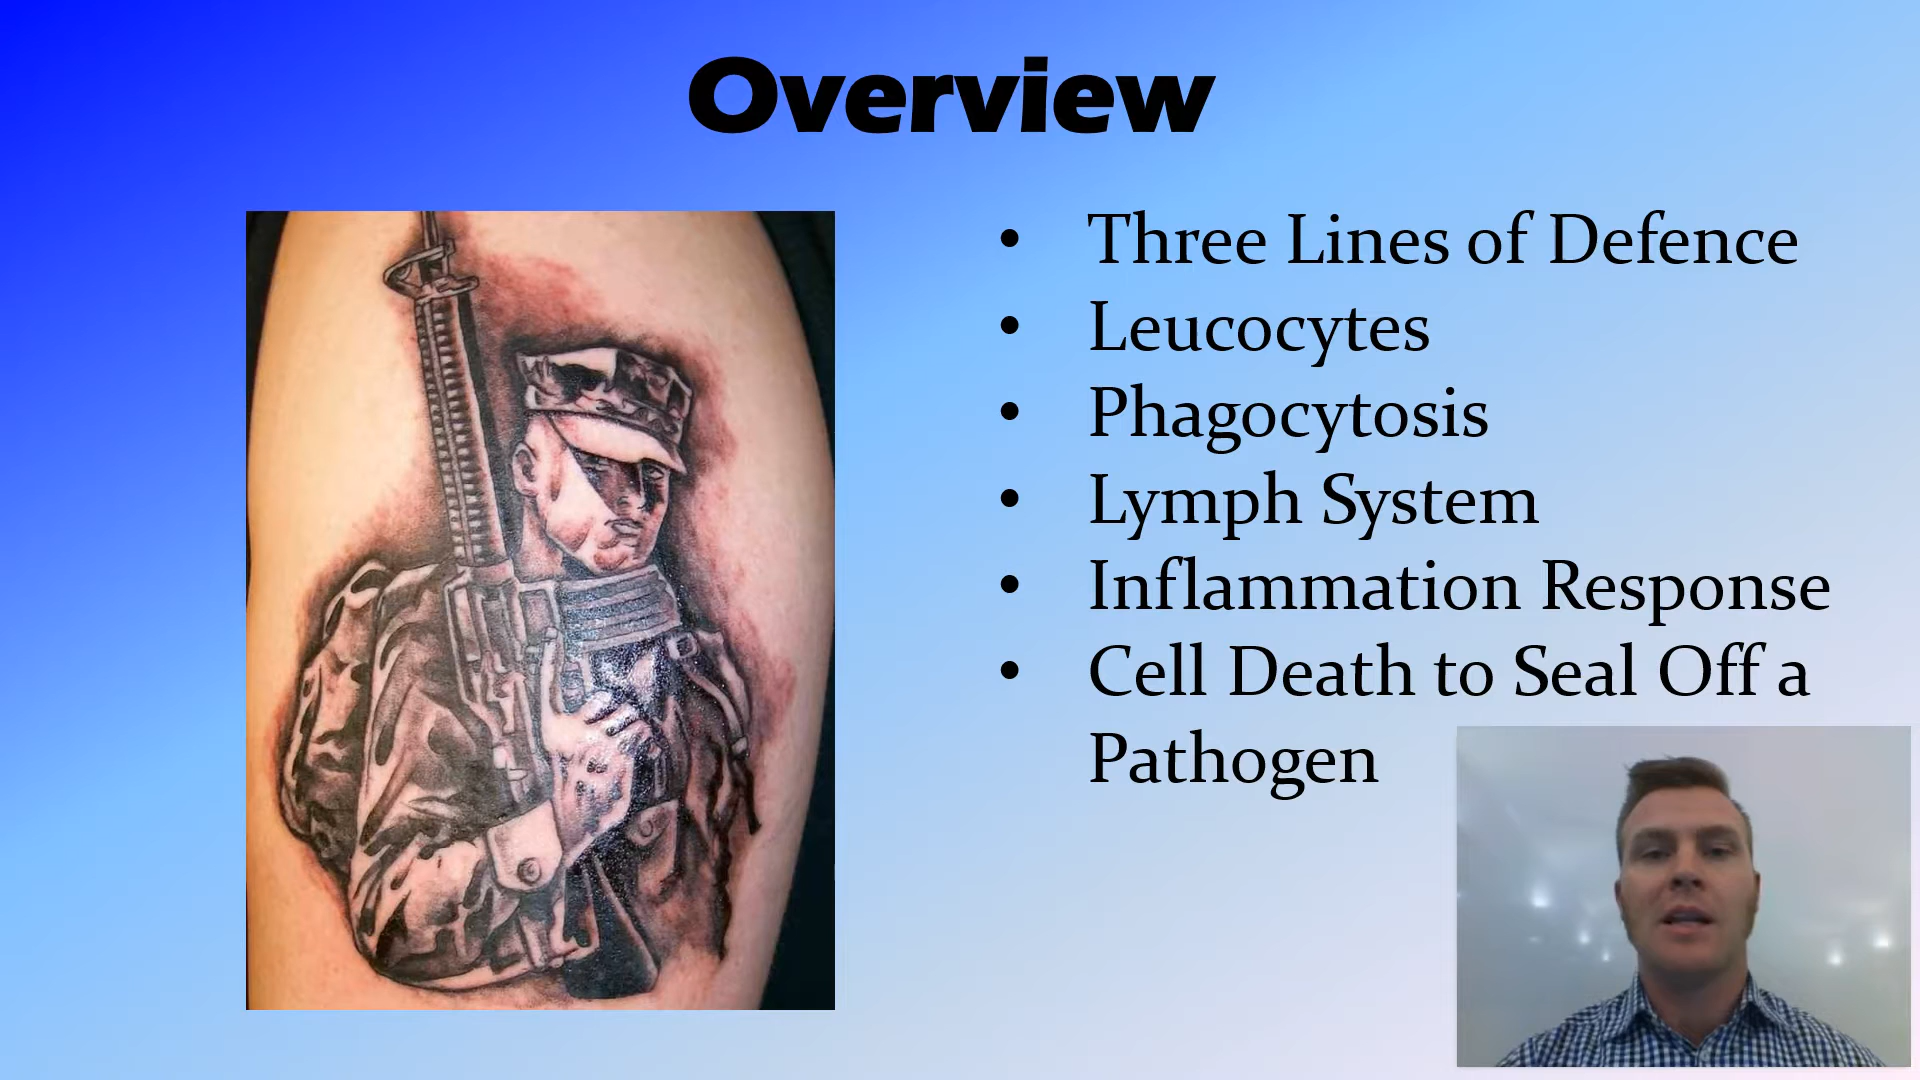 Overview
• Three Lines of Defence
• Leucocytes
• Phagocytosis
• Lymph System
• Inflammation Response
• Cell Death to Seal Off a
Pathogen